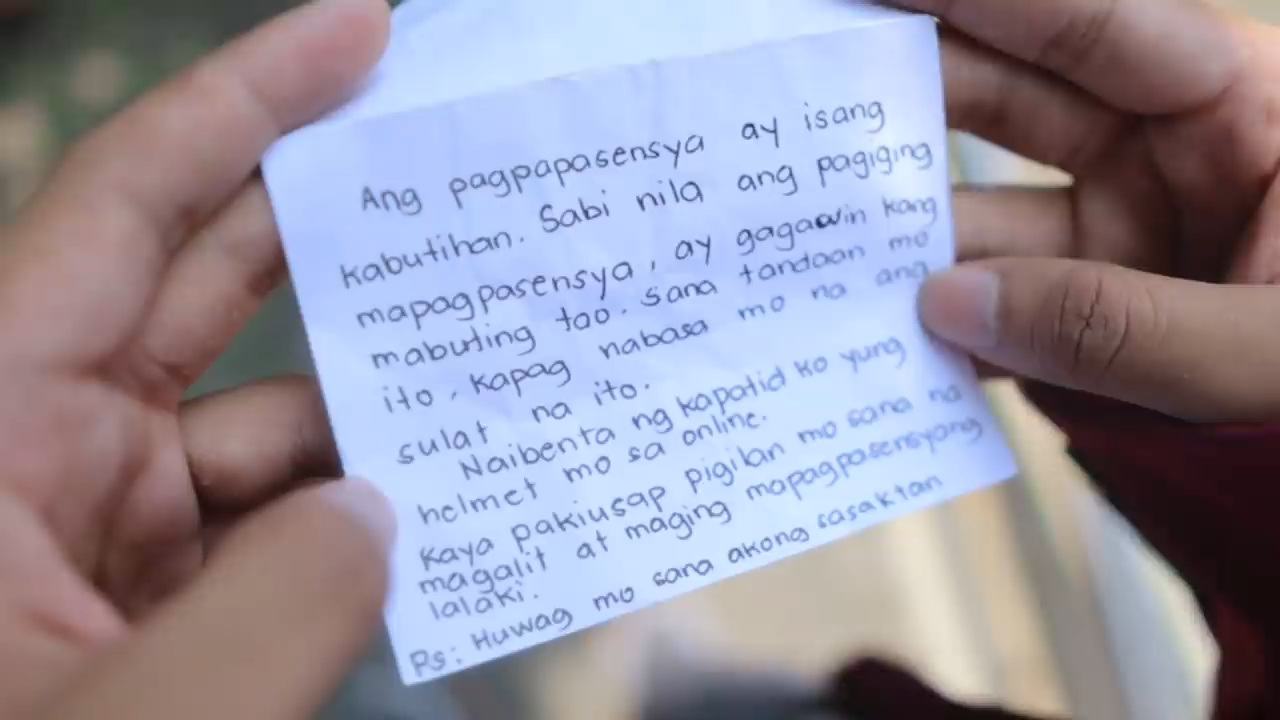 Ang pagpapasensya ay isang
kabutihan. Sabi nila ang pagiging
mapagpasensya, ay gagawin kang
mabuting tao. Sana tandaan mo
ito, kapag nabasa mo na ang
sulat na ito.
Naibenta ng kapatid ko yung
helmet mo sa online.
Kaya pakiusap pigilan mo sana na
magalit at maging mapagpasensyang
lalaki.
Ps: Huwag mo sana akong sasaktan